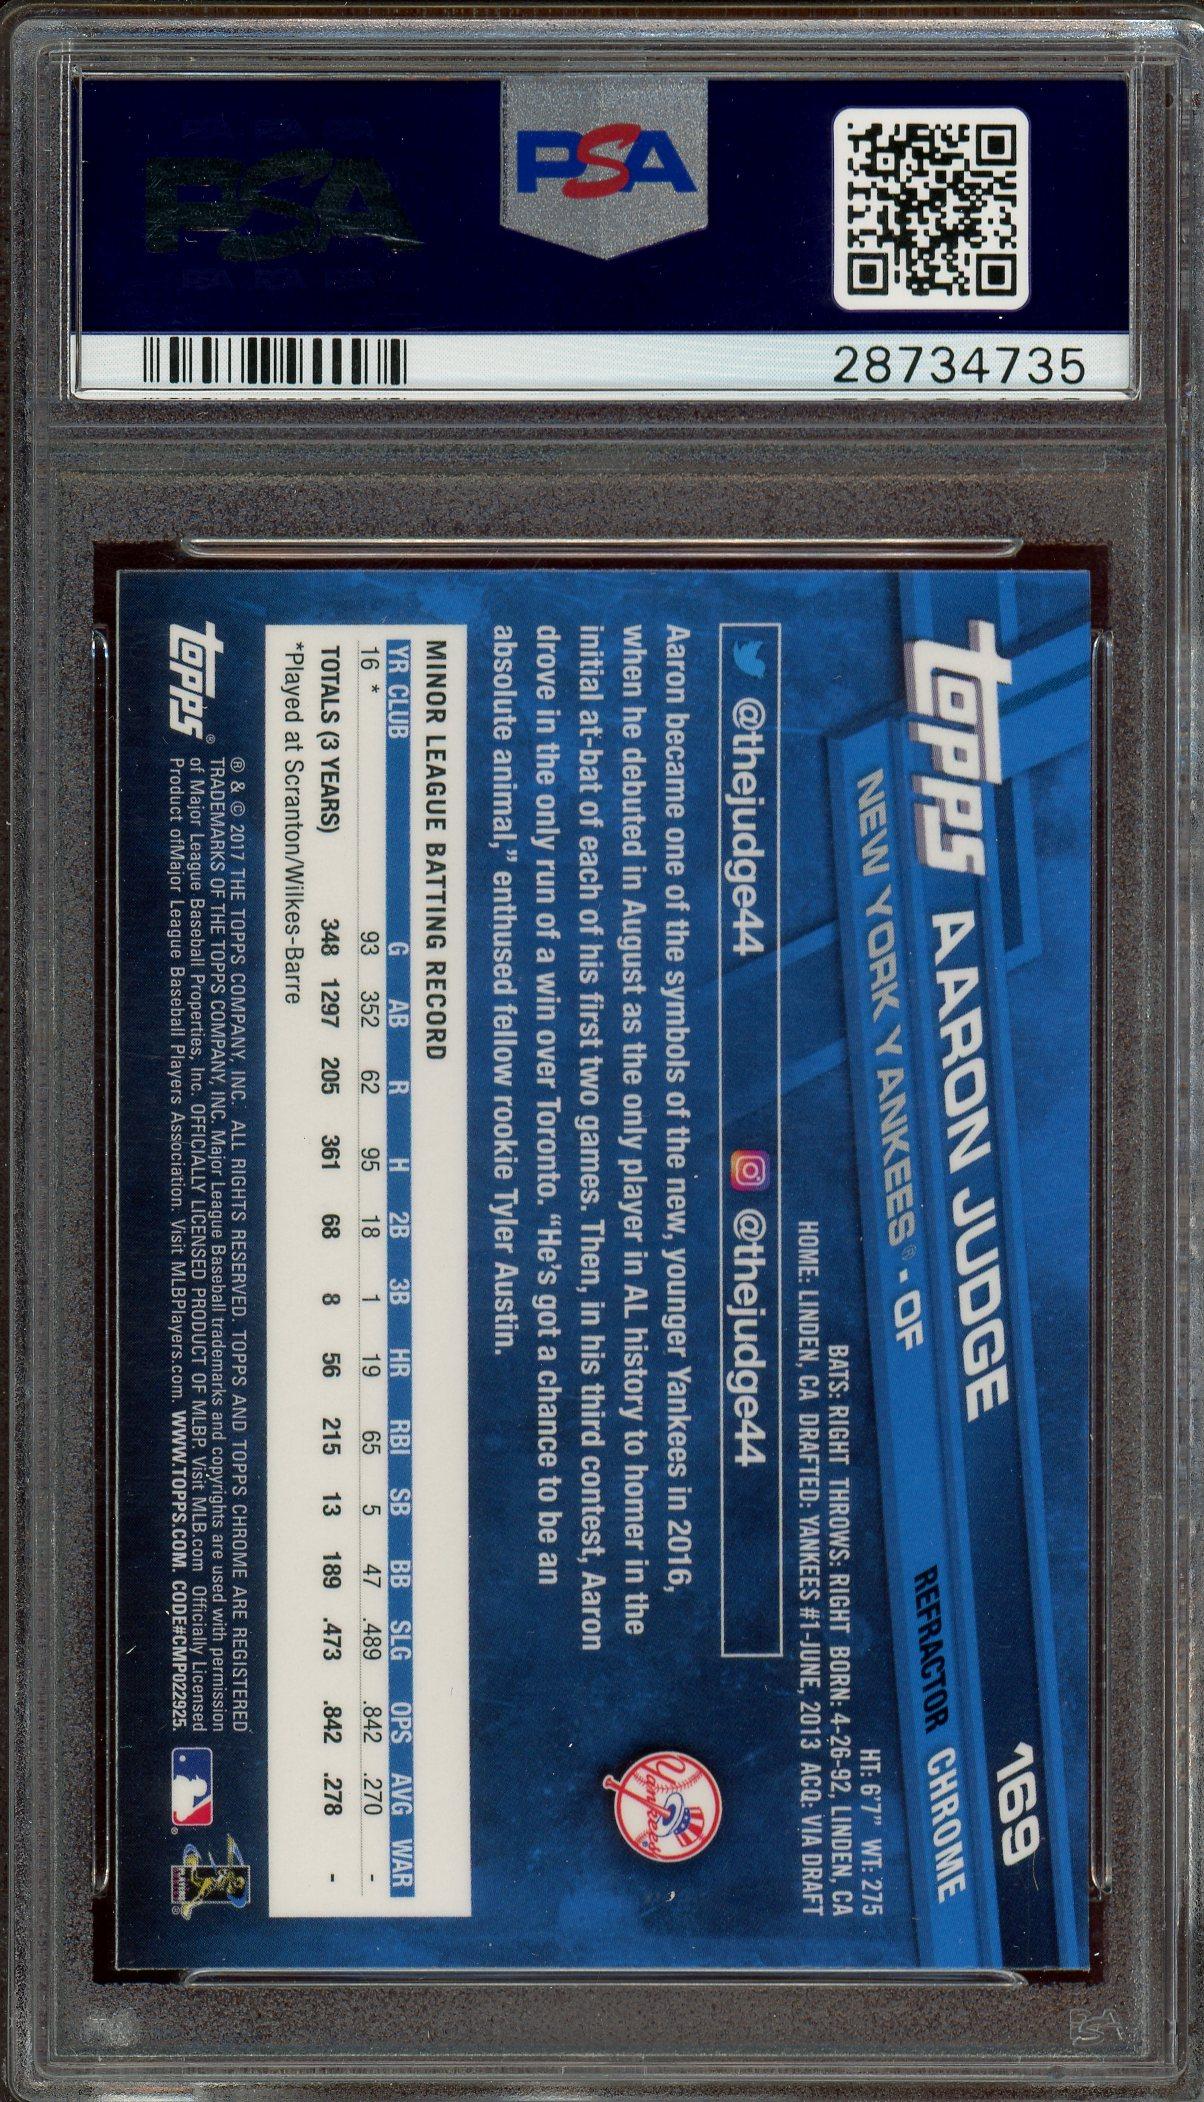 PSA
PSA
28734735
topps AARON JUDGE 169
NEW YORK YANKEES® • OF
REFRACTOR CHROME
HT: 6'7" WT: 275
BATS: RIGHT THROWS: RIGHT BORN: 4-26-92, LINDEN, CA
HOME: LINDEN, CA DRAFTED: YANKEES #1-JUNE, 2013 ACQ: VIA DRAFT
@thejudge44 @thejudge44
Aaron became one of the symbols of the new, younger Yankees in 2016,
when he debuted in August as the only player in AL history to homer in the
initial at-bat of each of his first two games. Then, in his third contest, Aaron
drove in the only run of a win over Toronto. “He’s got a chance to be an
absolute animal,” enthused fellow rookie Tyler Austin.
Yankees
MINOR LEAGUE BATTING RECORD
YR CLUB G AB R H 2B 3B HR RBI SB BB SLG OPS AVG WAR
16 * 93 352 62 95 18 1 19 65 5 47 .489 .842 .270 -
TOTALS (3 YEARS) 348 1297 205 361 68 8 56 215 13 189 .473 .842 .278 -
*Played at Scranton/Wilkes-Barre
topps®
® & © 2017 THE TOPPS COMPANY, INC. ALL RIGHTS RESERVED. TOPPS AND TOPPS CHROME ARE REGISTERED
TRADEMARKS OF THE TOPPS COMPANY, INC. Major League Baseball trademarks and copyrights are used with permission
of Major League Baseball Properties, Inc. OFFICIALLY LICENSED PRODUCT OF MLBP. Visit MLB.com Officially Licensed
Product ofMajor League Baseball Players Association. Visit MLBPlayers.com. WWW.TOPPS.COM. CODE#CMP022925.
PSA